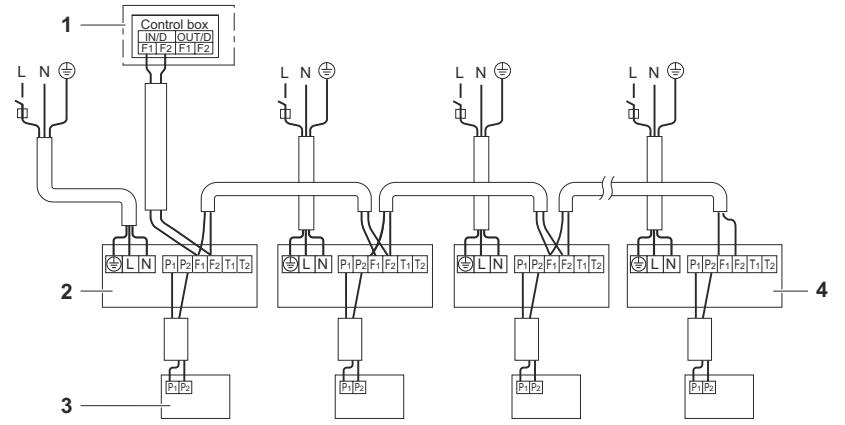 1
Control box
IN/D OUT/D
F1 F2 F1 F2
L N
L N
L N
L N
2
L N P1 P2 F1 F2 T1 T2
L N P1 P2 F1 F2 T1 T2
L N P1 P2 F1 F2 T1 T2
L N P1 P2 F1 F2 T1 T2
4
3
P1 P2
P1 P2
P1 P2
P1 P2